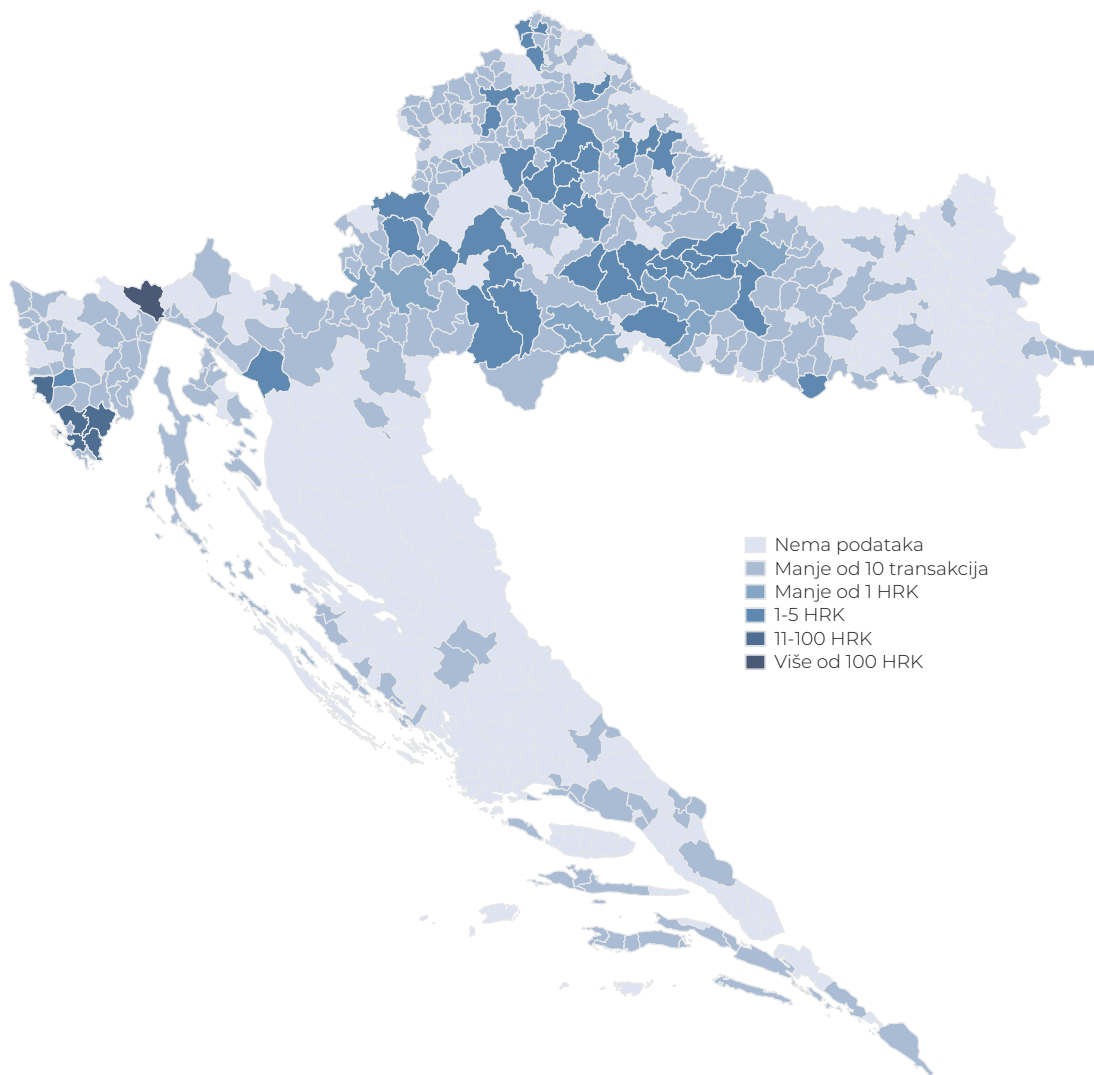 Nema podataka
Manje od 10 transakcija
Manje od 1 HRK
1-5 HRK
11-100 HRK
Više od 100 HRK